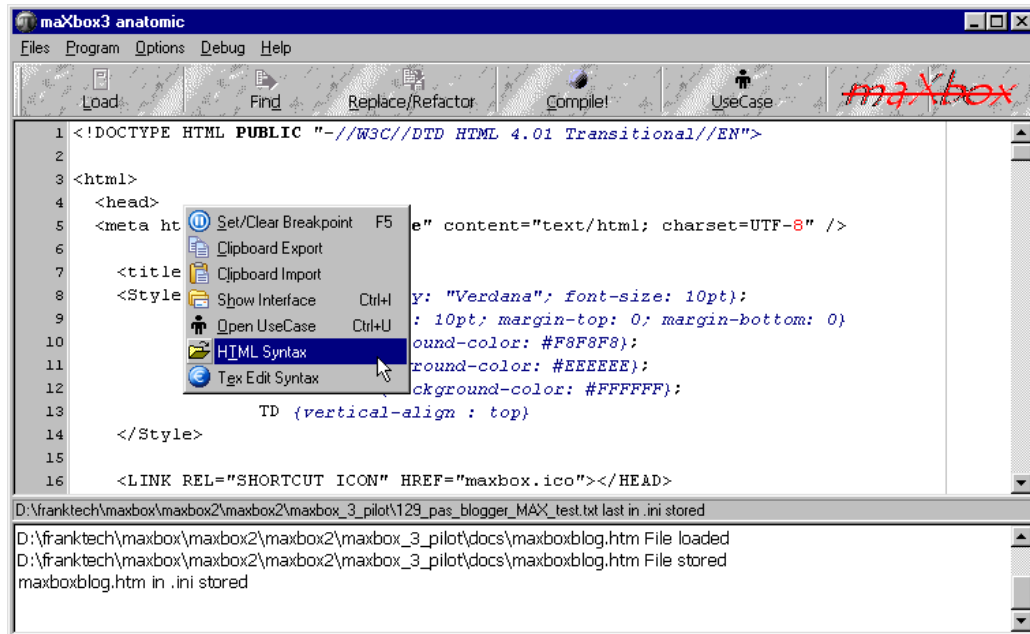 maXbox3 anatomic
Files Program Options Debug Help
Load Find Replace/Refactor Compile! UseCase maXbox
1 <!DOCTYPE HTML PUBLIC "-//W3C//DTD HTML 4.01 Transitional//EN">
2
3 <html>
4 <head>
5 <meta ht e" content="text/html; charset=UTF-8" />
6
7 <title
8 <Style y: "Verdana"; font-size: 10pt};
9 : 10pt; margin-top: 0; margin-bottom: 0}
10 ound-color: #F8F8F8};
11 round-color: #EEEEEE};
12 ckground-color: #FFFFFF};
13 TD {vertical-align : top}
14 </Style>
15
16 <LINK REL="SHORTCUT ICON" HREF="maxbox.ico"></HEAD>
Set/Clear Breakpoint F5
Clipboard Export
Clipboard Import
Show Interface Ctrl+I
Open UseCase Ctrl+U
HTML Syntax
Tex Edit Syntax
D:\franktech\maxbox\maxbox2\maxbox2\maxbox_3_pilot\129_pas_blogger_MAX_test.txt last in .ini stored
D:\franktech\maxbox\maxbox2\maxbox2\maxbox_3_pilot\docs\maxboxblog.htm File loaded
D:\franktech\maxbox\maxbox2\maxbox2\maxbox_3_pilot\docs\maxboxblog.htm File stored
maxboxblog.htm in .ini stored